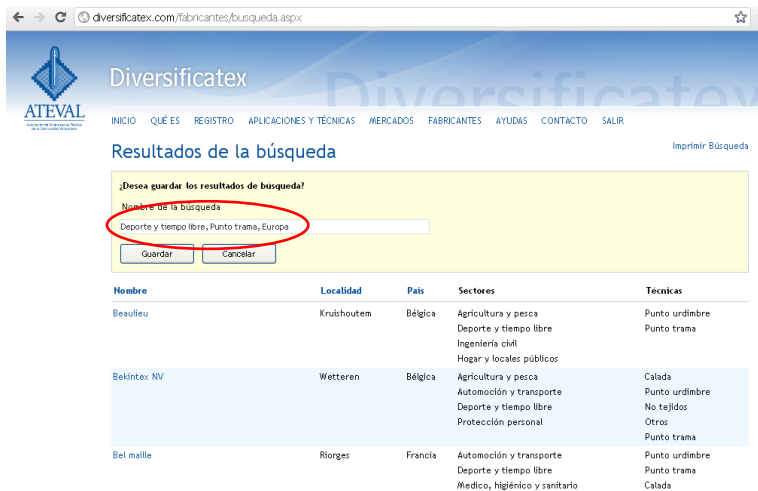 diversificatex.com/fabricantes/busqueda.aspx
Diversificatex
Diversificatex
ATEVAL
INICIO QUÉ ES REGISTRO APLICACIONES Y TÉCNICAS MERCADOS FABRICANTES AYUDAS CONTACTO SALIR
Resultados de la búsqueda
Imprimir Búsqueda
¿Desea guardar los resultados de búsqueda?
Nombre de la búsqueda
Deporte y tiempo libre, Punto trama, Europa
Guardar Cancelar
Nombre Localidad País Sectores Técnicas
Beaulieu Kruishoutem Bélgica Agricultura y pesca Punto urdimbre
Deporte y tiempo libre Punto trama
Ingeniería civil
Hogar y locales públicos
Bekintex NV Wetteren Bélgica Agricultura y pesca Calada
Automoción y transporte Punto urdimbre
Deporte y tiempo libre No tejidos
Protección personal Otros
Punto trama
Bel maille Riorges Francia Automoción y transporte Punto urdimbre
Deporte y tiempo libre Punto trama
Medico, higiénico y sanitario Calada